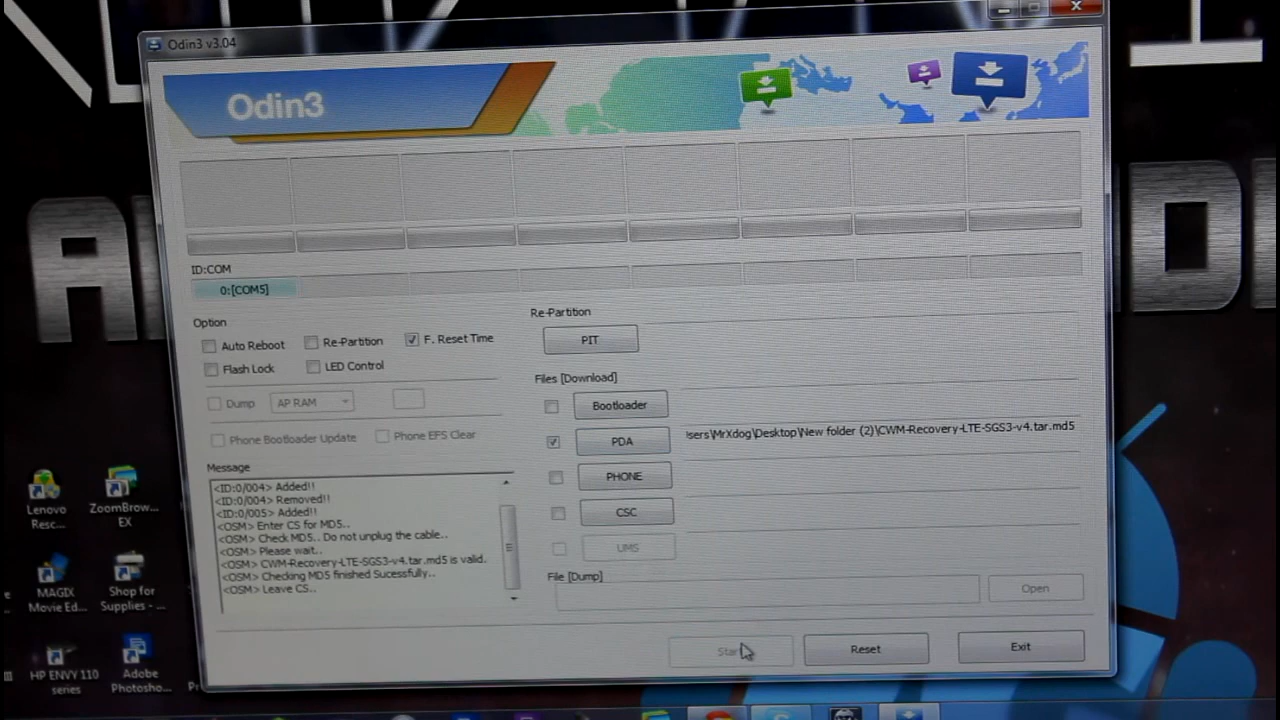 Odin3 v3.04
Odin3
ID:COM
0:[COM5]
Option
Auto Reboot
Re-Partition
F. Reset Time
Flash Lock
LED Control
Dump
AP RAM
Phone Bootloader Update
Phone EFS Clear
Message
<ID:0/004> Added!!
<ID:0/004> Removed!!
<ID:0/005> Added!!
<OSM> Enter CS for MD5..
<OSM> Check MD5.. Do not unplug the cable..
<OSM> Please wait..
<OSM> CWM-Recovery-LTE-SGS3-v4.tar.md5 is valid.
<OSM> Checking MD5 finished Sucessfully..
<OSM> Leave CS..
Re-Partition
PIT
Files [Download]
Bootloader
PDA
sers\MrXdog\Desktop\New folder (2)\CWM-Recovery-LTE-SGS3-v4.tar.md5
PHONE
CSC
UMS
File [Dump]
Open
Reset
Exit
Lenovo
Resc...
ZoomBrow...
EX
MAGIX
Movie Ed...
Shop for
Supplies - ...
HP ENVY 110
series
Adobe
Photosho...